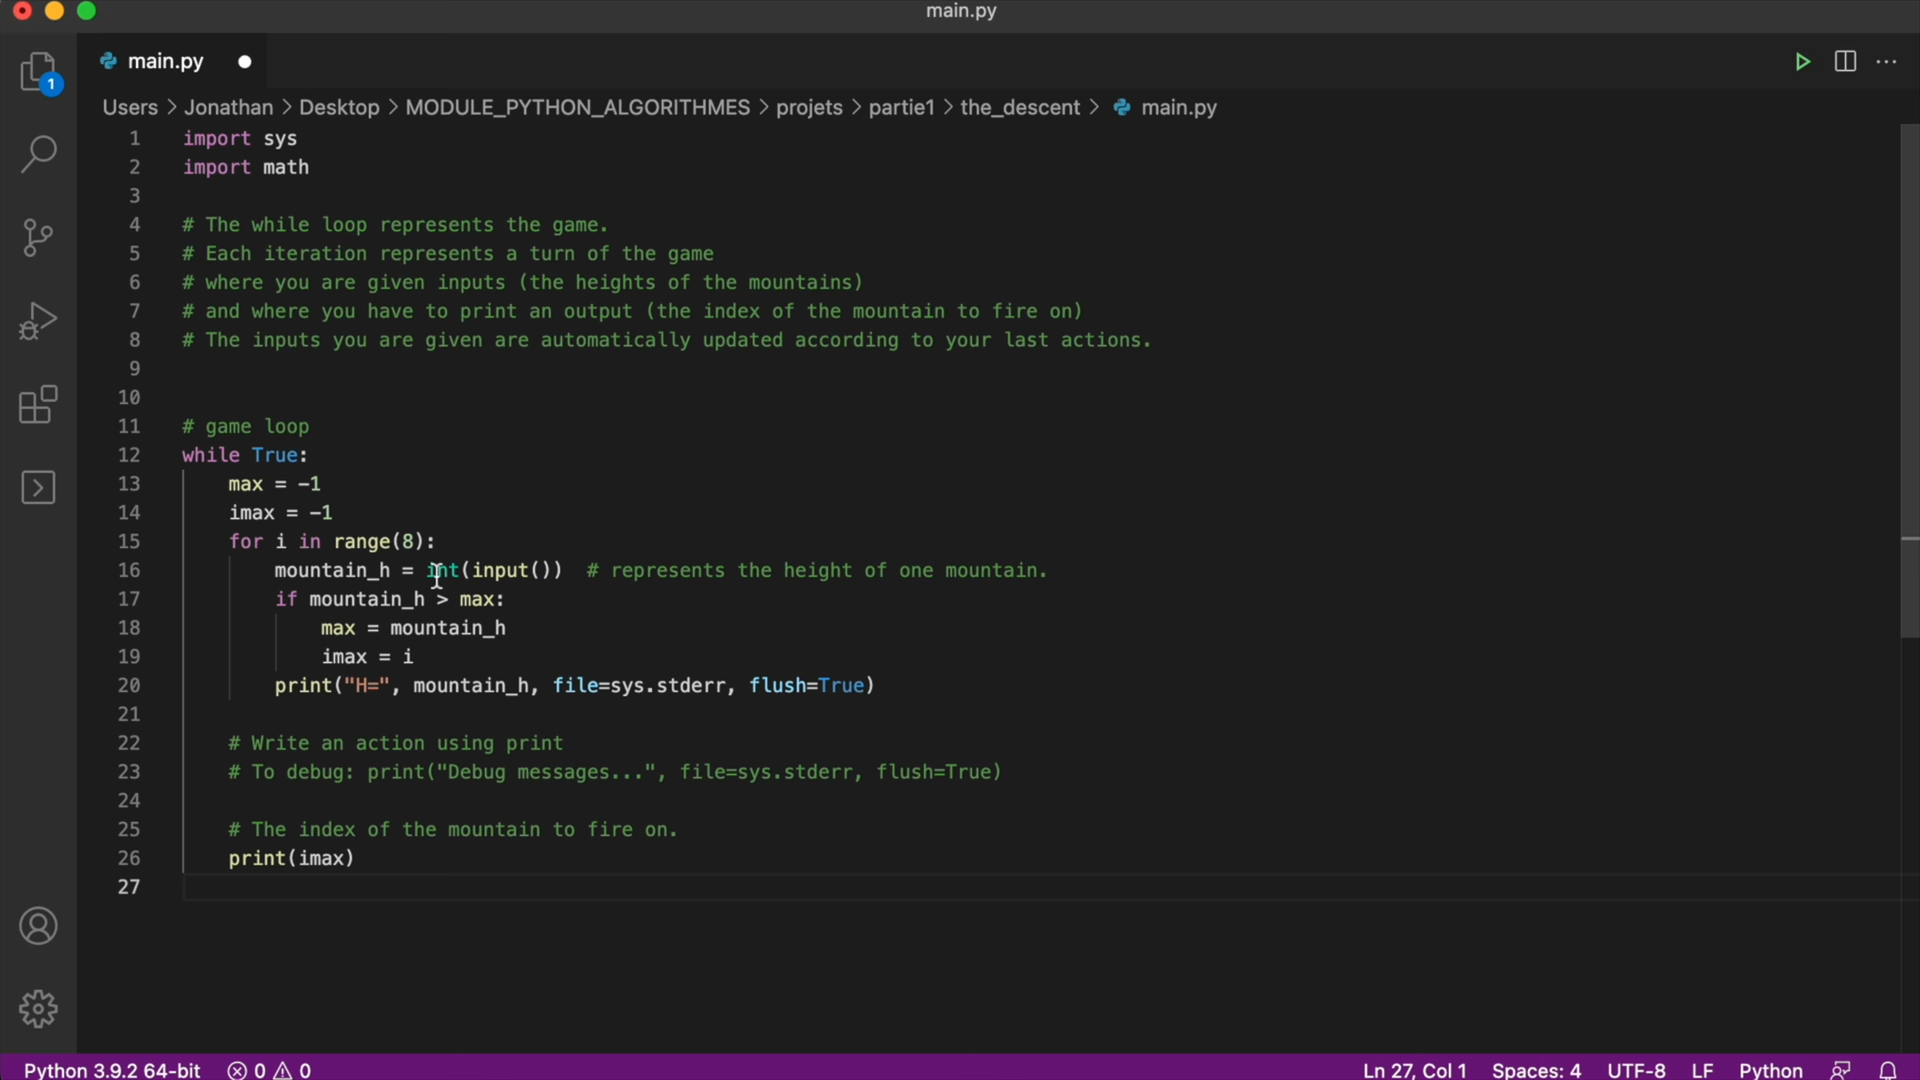 main.py
main.py
1
Users > Jonathan > Desktop > MODULE_PYTHON_ALGORITHMES > projets > partie1 > the_descent > main.py
1 import sys
2 import math
3
4 # The while loop represents the game.
5 # Each iteration represents a turn of the game
6 # where you are given inputs (the heights of the mountains)
7 # and where you have to print an output (the index of the mountain to fire on)
8 # The inputs you are given are automatically updated according to your last actions.
9
10
11 # game loop
12 while True:
13     max = -1
14     imax = -1
15     for i in range(8):
16         mountain_h = int(input())  # represents the height of one mountain.
17         if mountain_h > max:
18             max = mountain_h
19             imax = i
20         print("H=", mountain_h, file=sys.stderr, flush=True)
21
22     # Write an action using print
23     # To debug: print("Debug messages...", file=sys.stderr, flush=True)
24
25     # The index of the mountain to fire on.
26     print(imax)
27
Python 3.9.2 64-bit 0 0 Ln 27, Col 1 Spaces: 4 UTF-8 LF Python